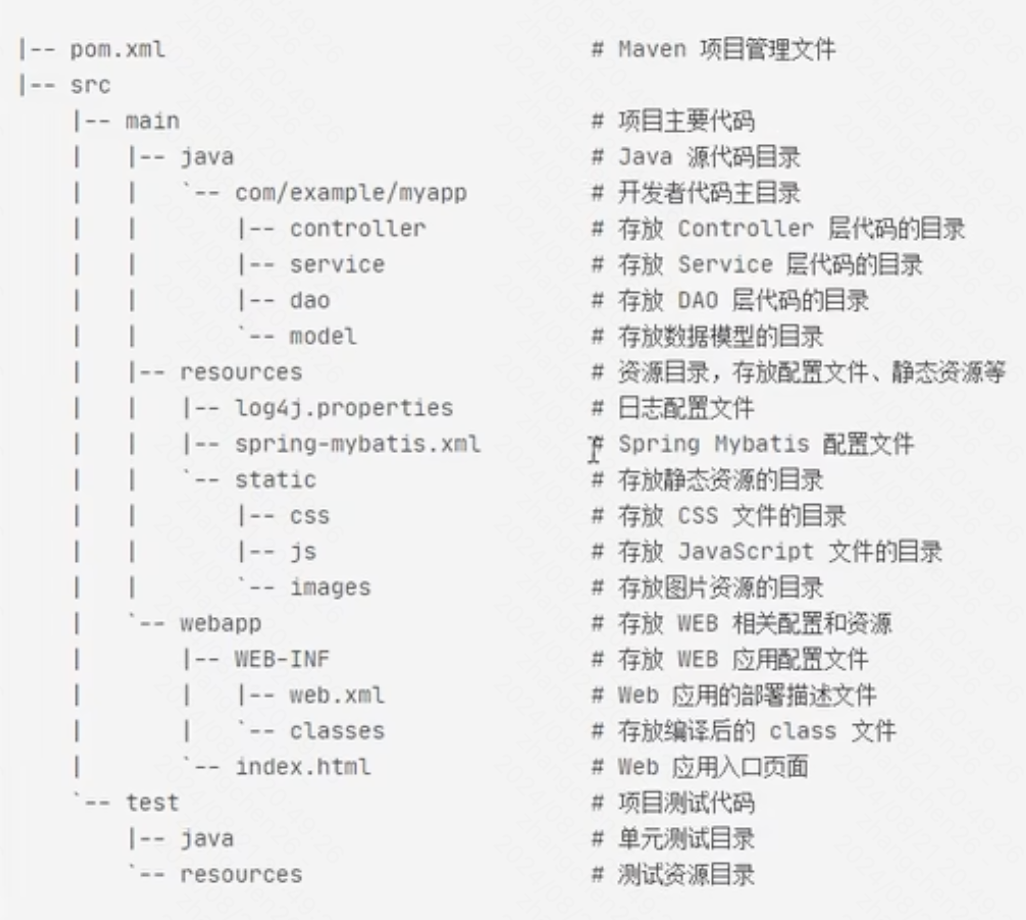 |-- pom.xml # Maven 项目管理文件
|-- src
|-- main # 项目主要代码
| |-- java # Java 源代码目录
| | `-- com/example/myapp # 开发者代码主目录
| | |-- controller # 存放 Controller 层代码的目录
| | |-- service # 存放 Service 层代码的目录
| | |-- dao # 存放 DAO 层代码的目录
| | `-- model # 存放数据模型的目录
| |-- resources # 资源目录，存放配置文件、静态资源等
| | |-- log4j.properties # 日志配置文件
| | |-- spring-mybatis.xml # Spring Mybatis 配置文件
| | `-- static # 存放静态资源的目录
| | |-- css # 存放 CSS 文件的目录
| | |-- js # 存放 JavaScript 文件的目录
| | `-- images # 存放图片资源的目录
| `-- webapp # 存放 WEB 相关配置和资源
| |-- WEB-INF # 存放 WEB 应用配置文件
| | |-- web.xml # Web 应用的部署描述文件
| | `-- classes # 存放编译后的 class 文件
| `-- index.html # Web 应用入口页面
`-- test # 项目测试代码
|-- java # 单元测试目录
`-- resources # 测试资源目录